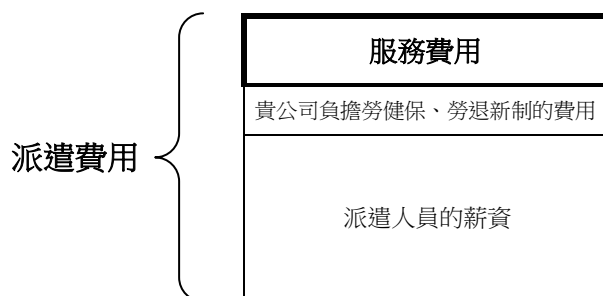 服務費用
貴公司負擔勞健保、勞退新制的費用
派遣費用
派遣人員的薪資